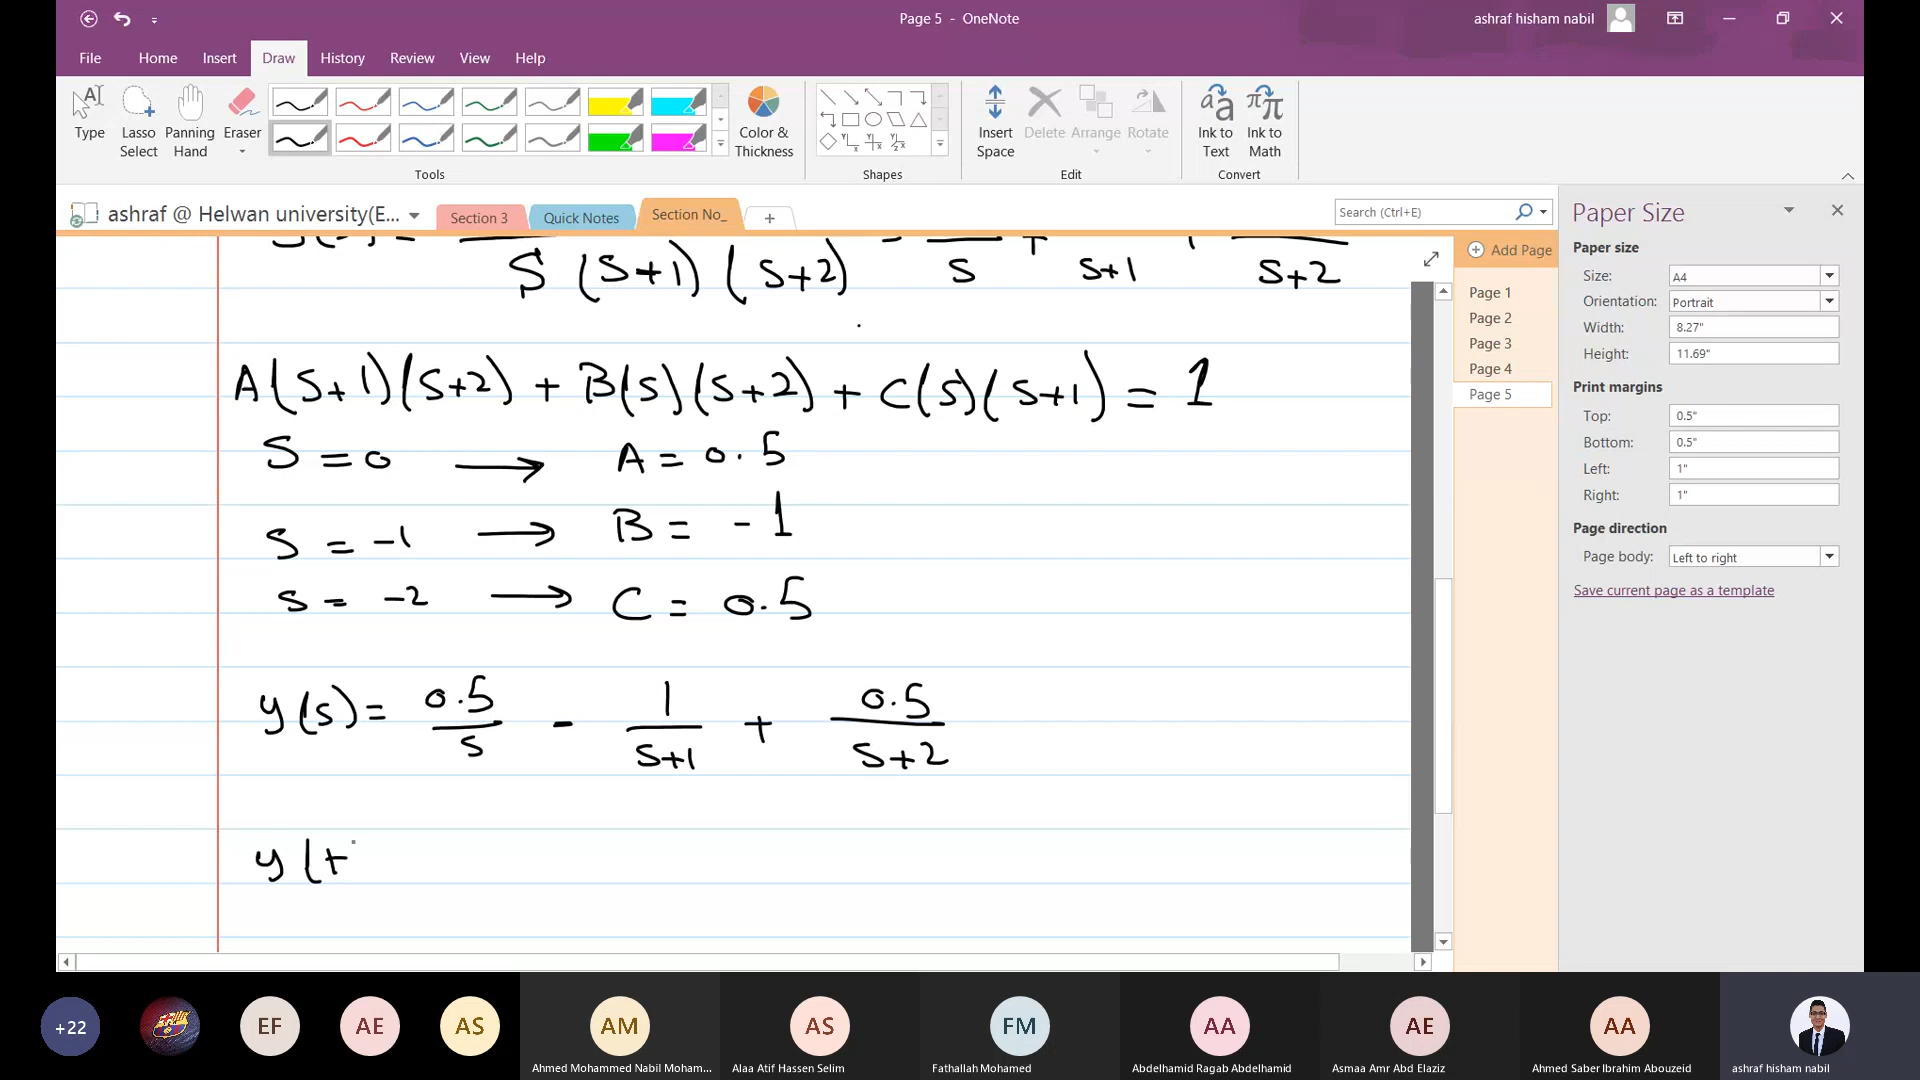 Page 5 - OneNote
ashraf hisham nabil
File Home Insert Draw History Review View Help
Type
Lasso Select
Panning Hand
Eraser
Color & Thickness
Insert Space
Delete
Arrange
Rotate
Ink to Text
Ink to Math
Tools
Shapes
Edit
Convert
ashraf @ Helwan university(E...
Section 3
Quick Notes
Section No_
Search (Ctrl+E)
Add Page
Page 1
Page 2
Page 3
Page 4
Page 5
Paper Size
Paper size
Size: A4
Orientation: Portrait
Width: 8.27"
Height: 11.69"
Print margins
Top: 0.5"
Bottom: 0.5"
Left: 1"
Right: 1"
Page direction
Page body: Left to right
Save current page as a template
S (S+1) (S+2) = S + S+1 S+2
A(S+1)(S+2) + B(S)(S+2) + C(S)(S+1) = 1
S = 0 → A = 0.5
S = -1 → B = -1
S = -2 → C = 0.5
y(s) = 0.5/S - 1/S+1 + 0.5/S+2
y(t
+22
EF
AE
AS
AM
AS
FM
AA
AE
AA
Ahmed Mohammed Nabil Moham...
Alaa Atif Hassen Selim
Fathallah Mohamed
Abdelhamid Ragab Abdelhamid
Asmaa Amr Abd Elaziz
Ahmed Saber Ibrahim Abouzeid
ashraf hisham nabil